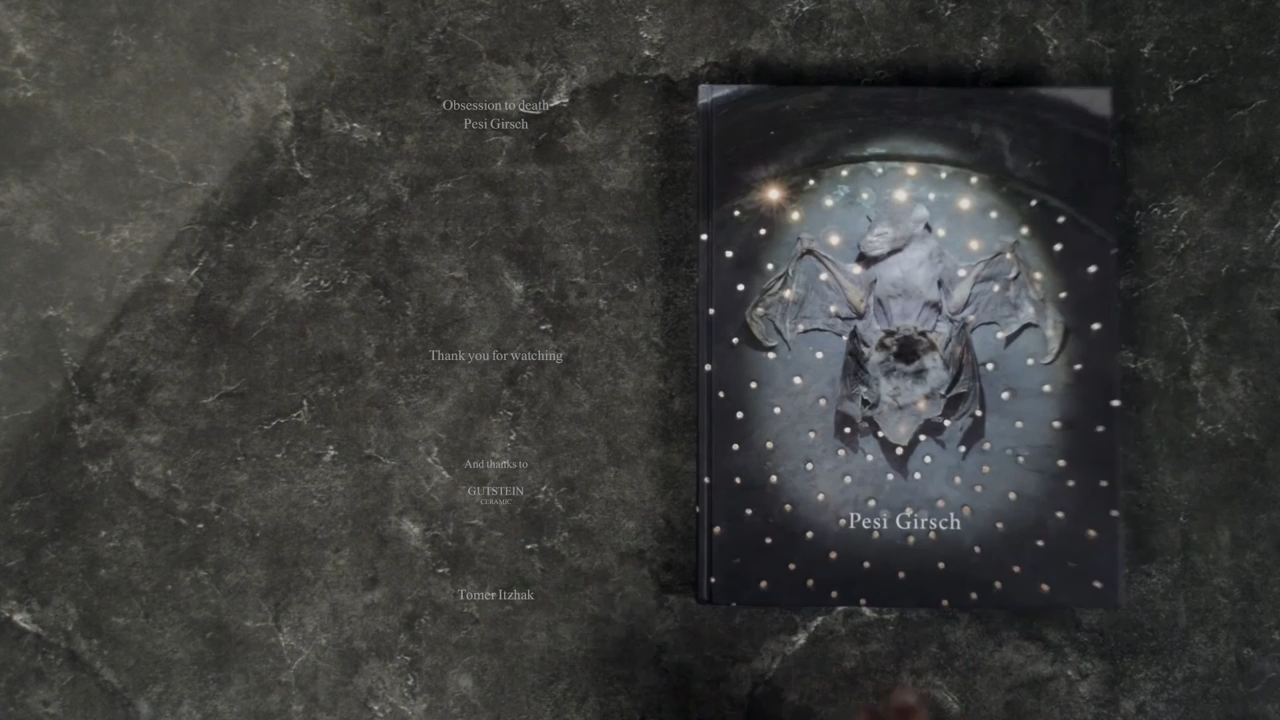 Obsession to death
Pesi Girsch
Thank you for watching
And thanks to
GUTSTEIN
CERAMIC
Tomer Itzhak
Pesi Girsch